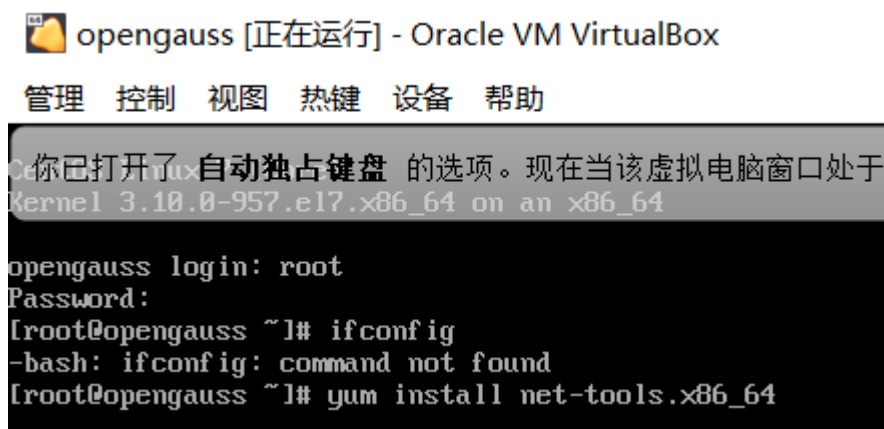 opengauss [正在运行] - Oracle VM VirtualBox
管理 控制 视图 热键 设备 帮助
你已打开了 自动独占键盘 的选项。现在当该虚拟电脑窗口处于
Kernel 3.10.0-957.el7.x86_64 on an x86_64
opengauss login: root
Password:
[root@opengauss ~]# ifconfig
-bash: ifconfig: command not found
[root@opengauss ~]# yum install net-tools.x86_64